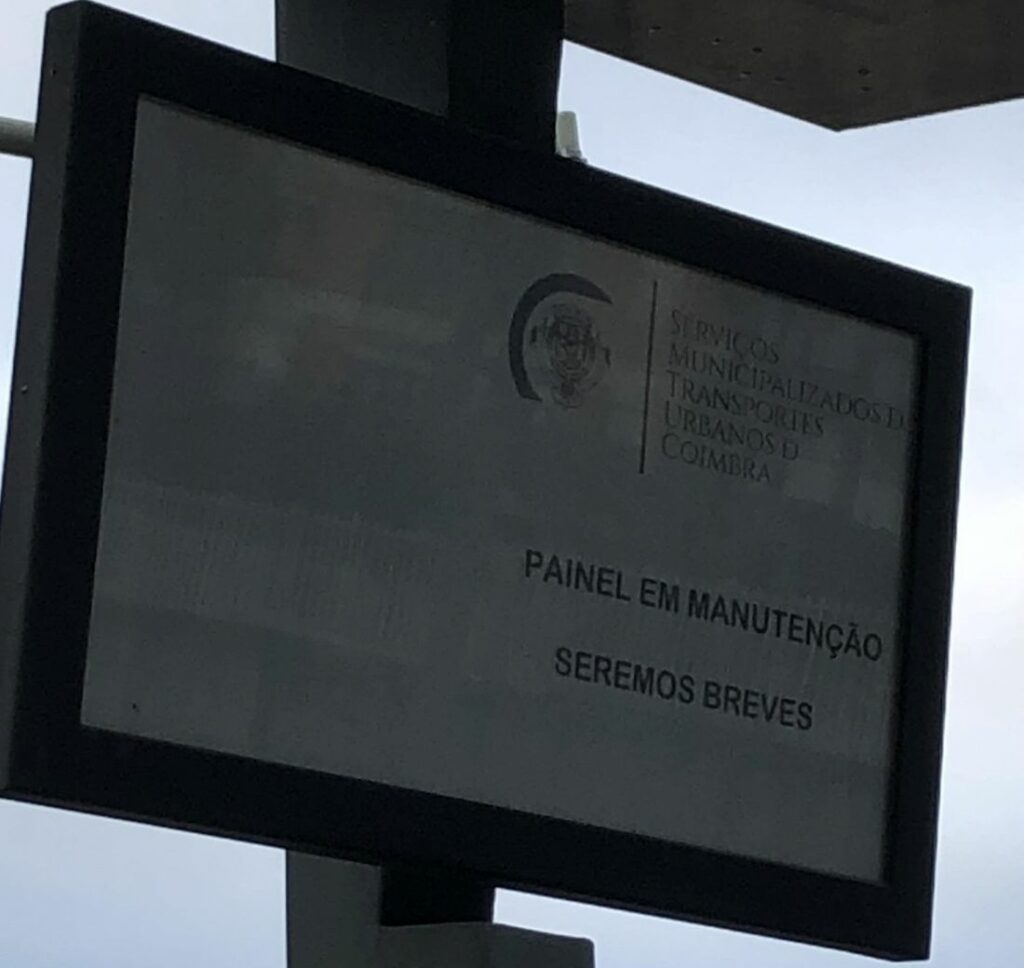 SERVIÇOS
MUNICIPALIZADOS D
TRANSPORTES
URBANOS D
COIMBRA
PAINEL EM MANUTENÇÃO
SEREMOS BREVES